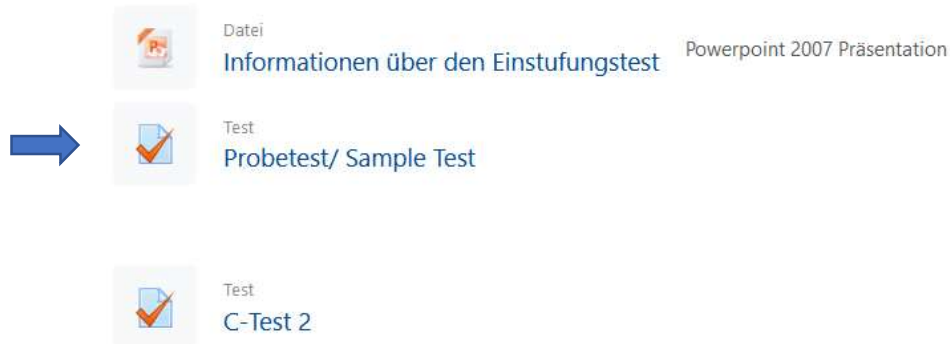 Datei
Informationen über den Einstufungstest Powerpoint 2007 Präsentation
Test
Probetest/ Sample Test
Test
C-Test 2